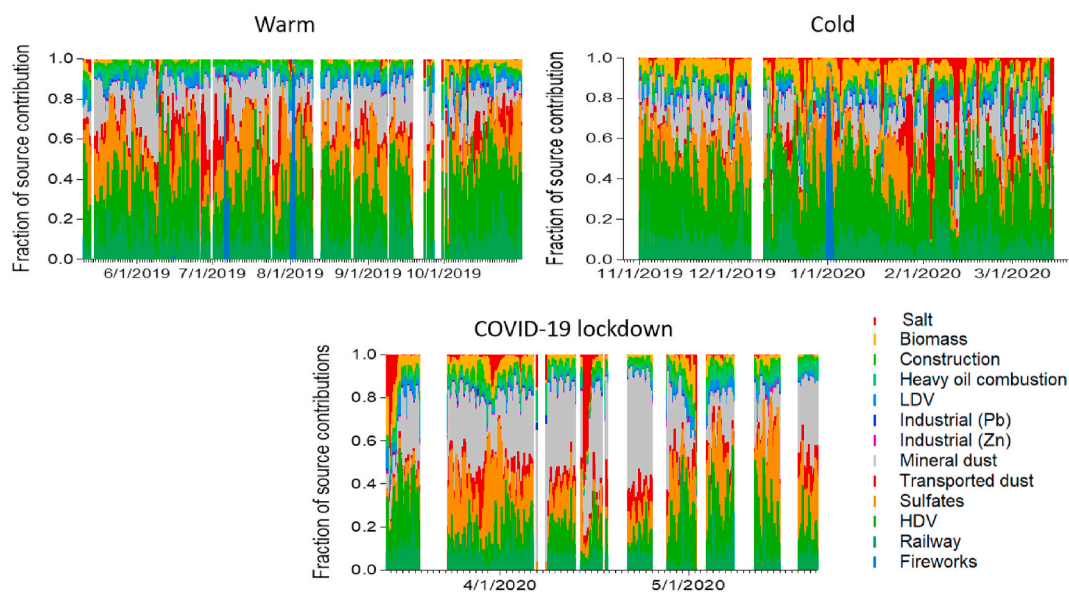 Warm
Fraction of source contribution
1.0
0.8
0.6
0.4
0.2
0.0
6/1/2019 7/1/2019 8/1/2019 9/1/2019 10/1/2019
Cold
Fraction of source contribution
1.0
0.8
0.6
0.4
0.2
0.0
11/1/2019 12/1/2019 1/1/2020 2/1/2020 3/1/2020
COVID-19 lockdown
Fraction of source contributions
1.0
0.8
0.6
0.4
0.2
0.0
4/1/2020 5/1/2020
Salt
Biomass
Construction
Heavy oil combustion
LDV
Industrial (Pb)
Industrial (Zn)
Mineral dust
Transported dust
Sulfates
HDV
Railway
Fireworks